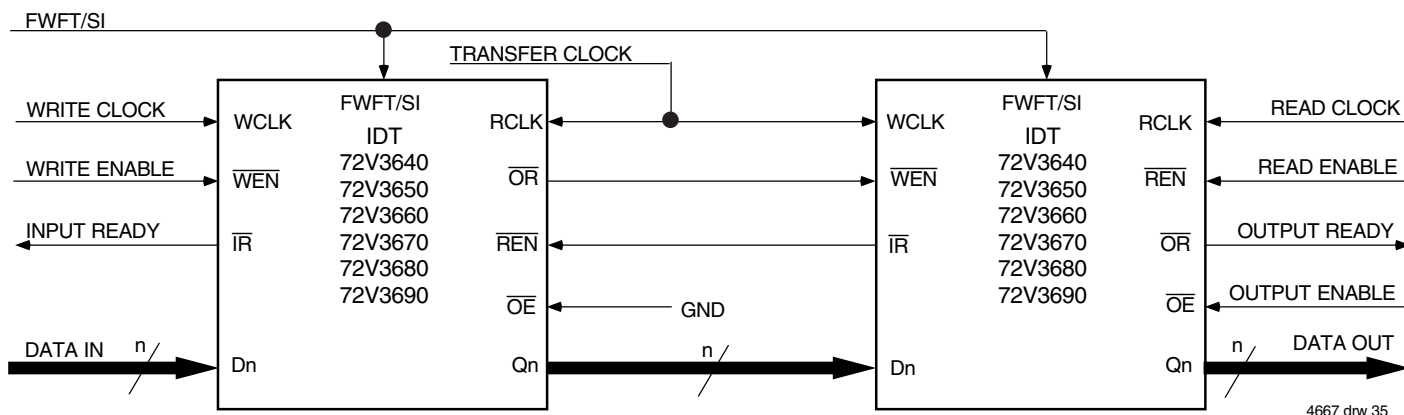 FWFT/SI
TRANSFER CLOCK
FWFT/SI
FWFT/SI
WRITE CLOCK
WCLK
IDT
RCLK
WCLK
IDT
RCLK
READ CLOCK
72V3640
72V3640
WRITE ENABLE
WEN
72V3650
OR
WEN
72V3650
REN
READ ENABLE
72V3660
72V3660
INPUT READY
IR
72V3670
REN
IR
72V3670
OR
OUTPUT READY
72V3680
72V3680
72V3690
OE
GND
72V3690
OE
OUTPUT ENABLE
DATA IN
n
Dn
Qn
n
Dn
Qn
n
DATA OUT
4667 drw 35